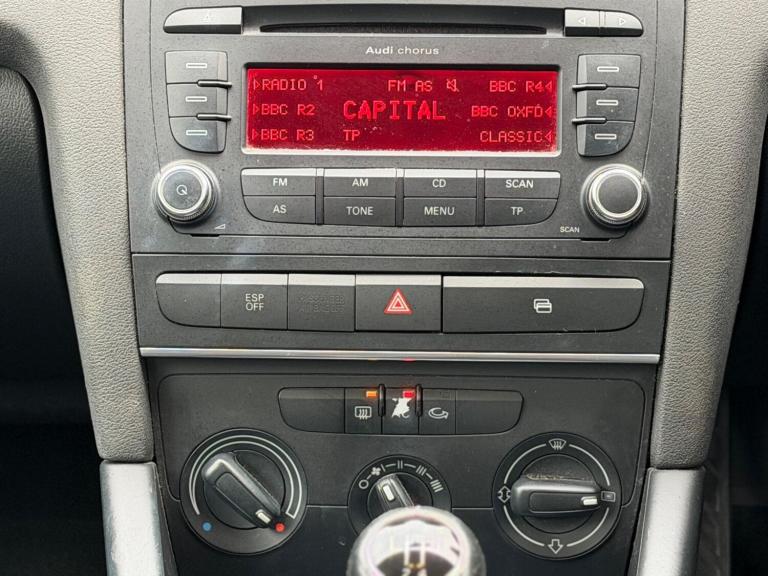 Audi chorus
RADIO 1 FM AS BBC R4
BBC R2 CAPITAL BBC OXFD
BBC R3 TP CLASSIC
FM AM CD SCAN
AS TONE MENU TP
SCAN
ESP
OFF
AC